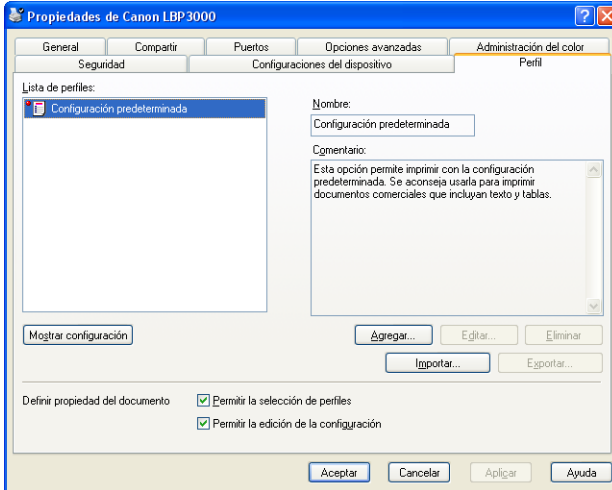 Propiedades de Canon LBP3000
General Compartir Puertos Opciones avanzadas Administración del color
Seguridad Configuraciones del dispositivo Perfil
Lista de perfiles:
Configuración predeterminada
Nombre:
Configuración predeterminada
Comentario:
Esta opción permite imprimir con la configuración
predeterminada. Se aconseja usarla para imprimir
documentos comerciales que incluyan texto y tablas.
Mostrar configuración
Agregar... Editar... Eliminar
Importar... Exportar...
Definir propiedad del documento
Permitir la selección de perfiles
Permitir la edición de la configuración
Aceptar Cancelar Aplicar Ayuda